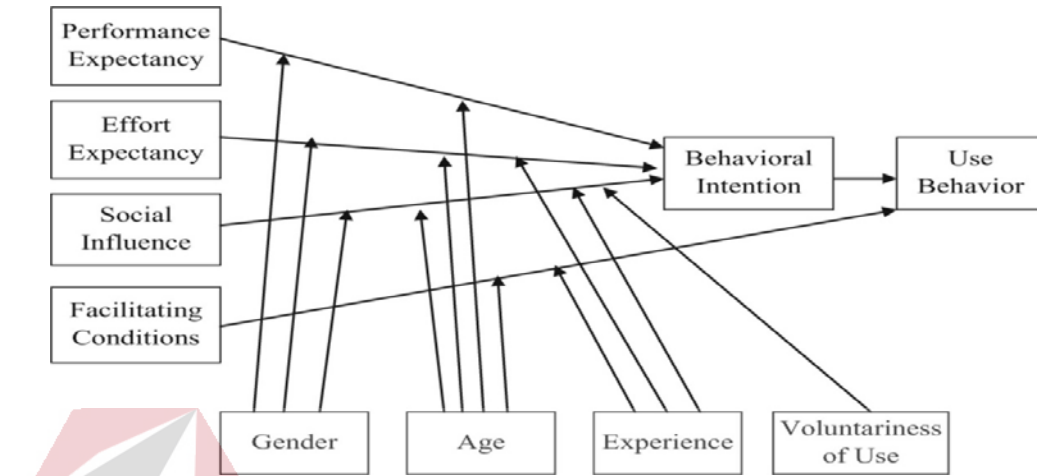 Performance
Expectancy
Effort
Expectancy
Social
Influence
Facilitating
Conditions
Behavioral
Intention
Use
Behavior
Gender
Age
Experience
Voluntariness
of Use